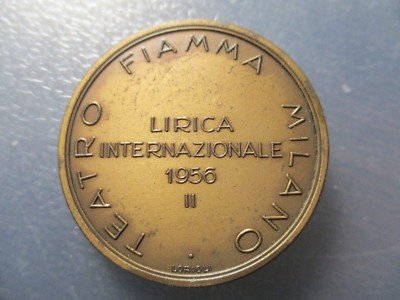 TEATRO FIAMMA MILANO
LIRICA
INTERNAZIONALE
1956
II